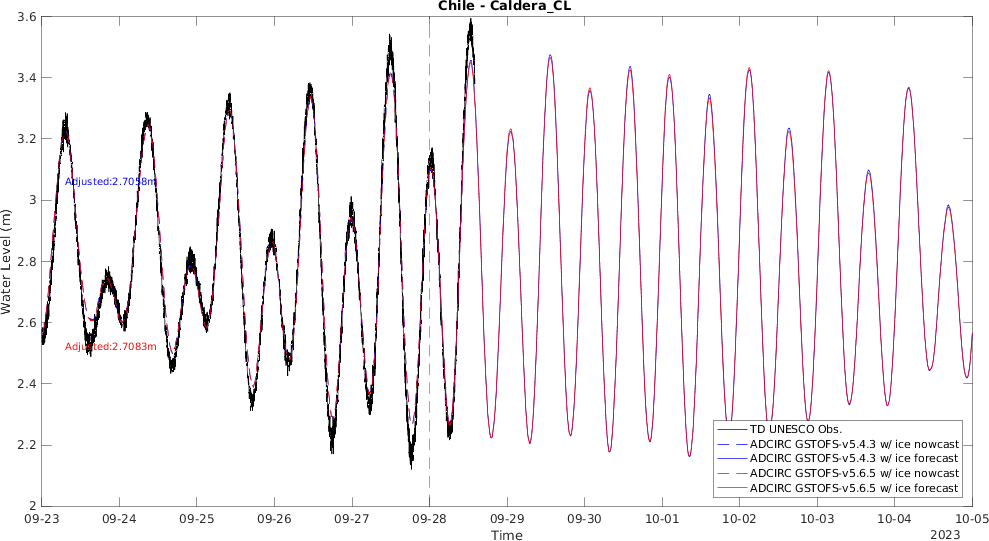 Chile - Caldera_CL
3.6
3.4
3.2
3
2.8
2.6
2.4
2.2
2
Water Level (m)
Adjusted:2.7058m
Adjusted:2.7083m
TD UNESCO Obs.
ADCIRC GSTOFS-v5.4.3 w/ ice nowcast
ADCIRC GSTOFS-v5.4.3 w/ ice forecast
ADCIRC GSTOFS-v5.6.5 w/ ice nowcast
ADCIRC GSTOFS-v5.6.5 w/ ice forecast
09-23 09-24 09-25 09-26 09-27 09-28 09-29 09-30 10-01 10-02 10-03 10-04 10-05
Time
2023